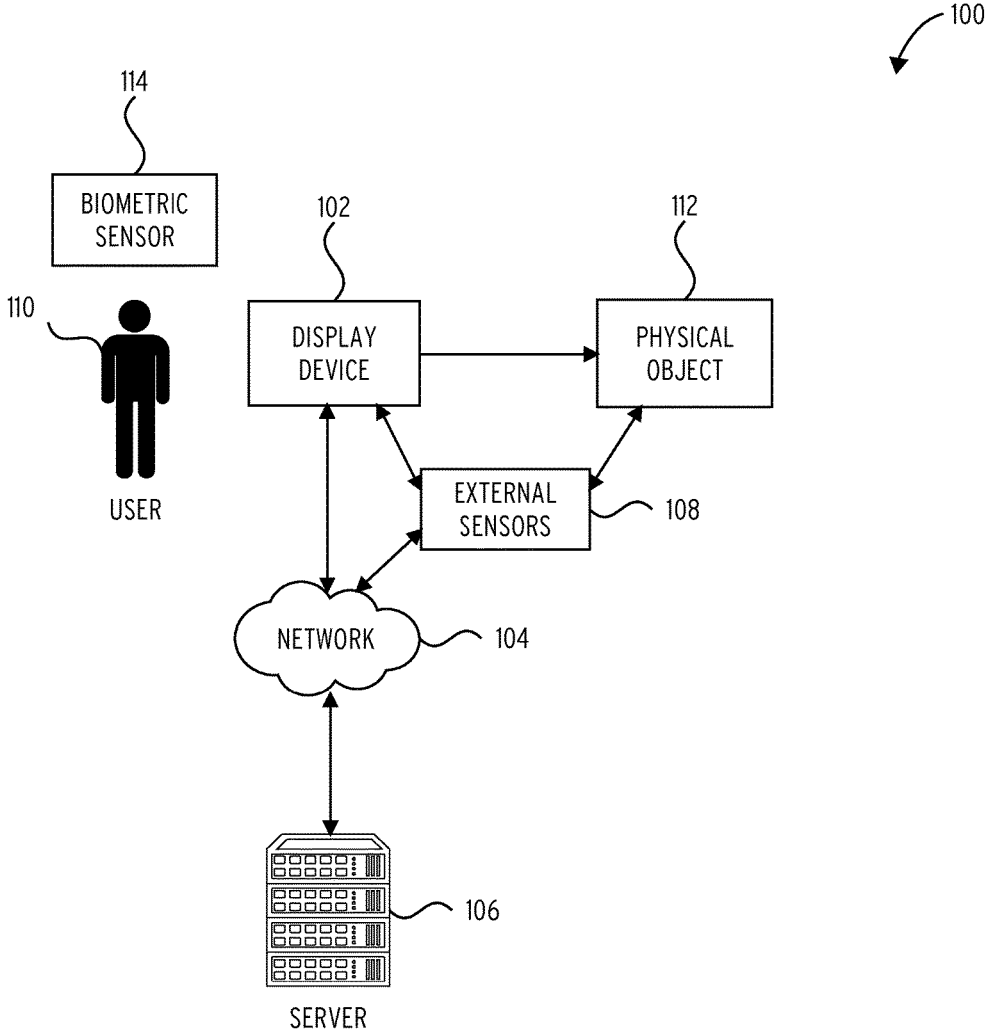 100
114
BIOMETRIC
SENSOR
102
112
110
DISPLAY
DEVICE
PHYSICAL
OBJECT
USER
EXTERNAL
SENSORS
108
NETWORK
104
106
SERVER